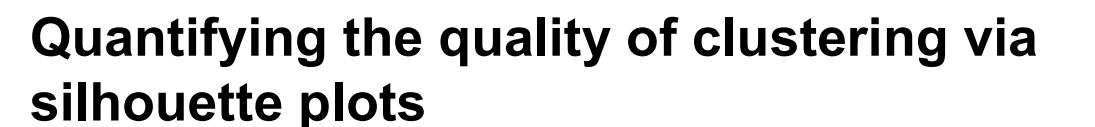 Quantifying the quality of clustering via
silhouette plots